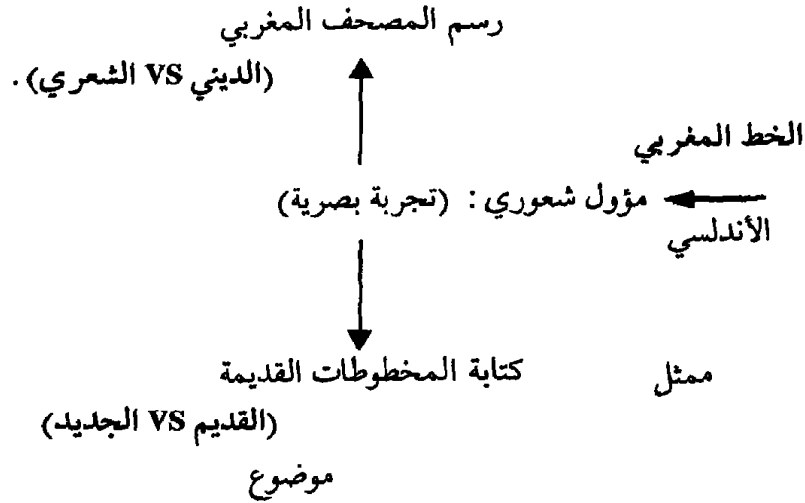 رسم المصحف المغربي
(الديني VS الشعري).
الخط المغربي
مؤول شعوري: (تجربة بصرية)
الأندلسي
ممثل كتابة المخطوطات القديمة
(القديم VS الجديد)
موضوع